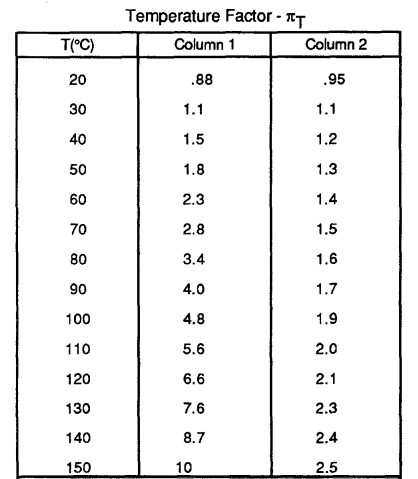 Temperature Factor - πT
T(°C) Column 1 Column 2
20 .88 .95
30 1.1 1.1
40 1.5 1.2
50 1.8 1.3
60 2.3 1.4
70 2.8 1.5
80 3.4 1.6
90 4.0 1.7
100 4.8 1.9
110 5.6 2.0
120 6.6 2.1
130 7.6 2.3
140 8.7 2.4
150 10 2.5